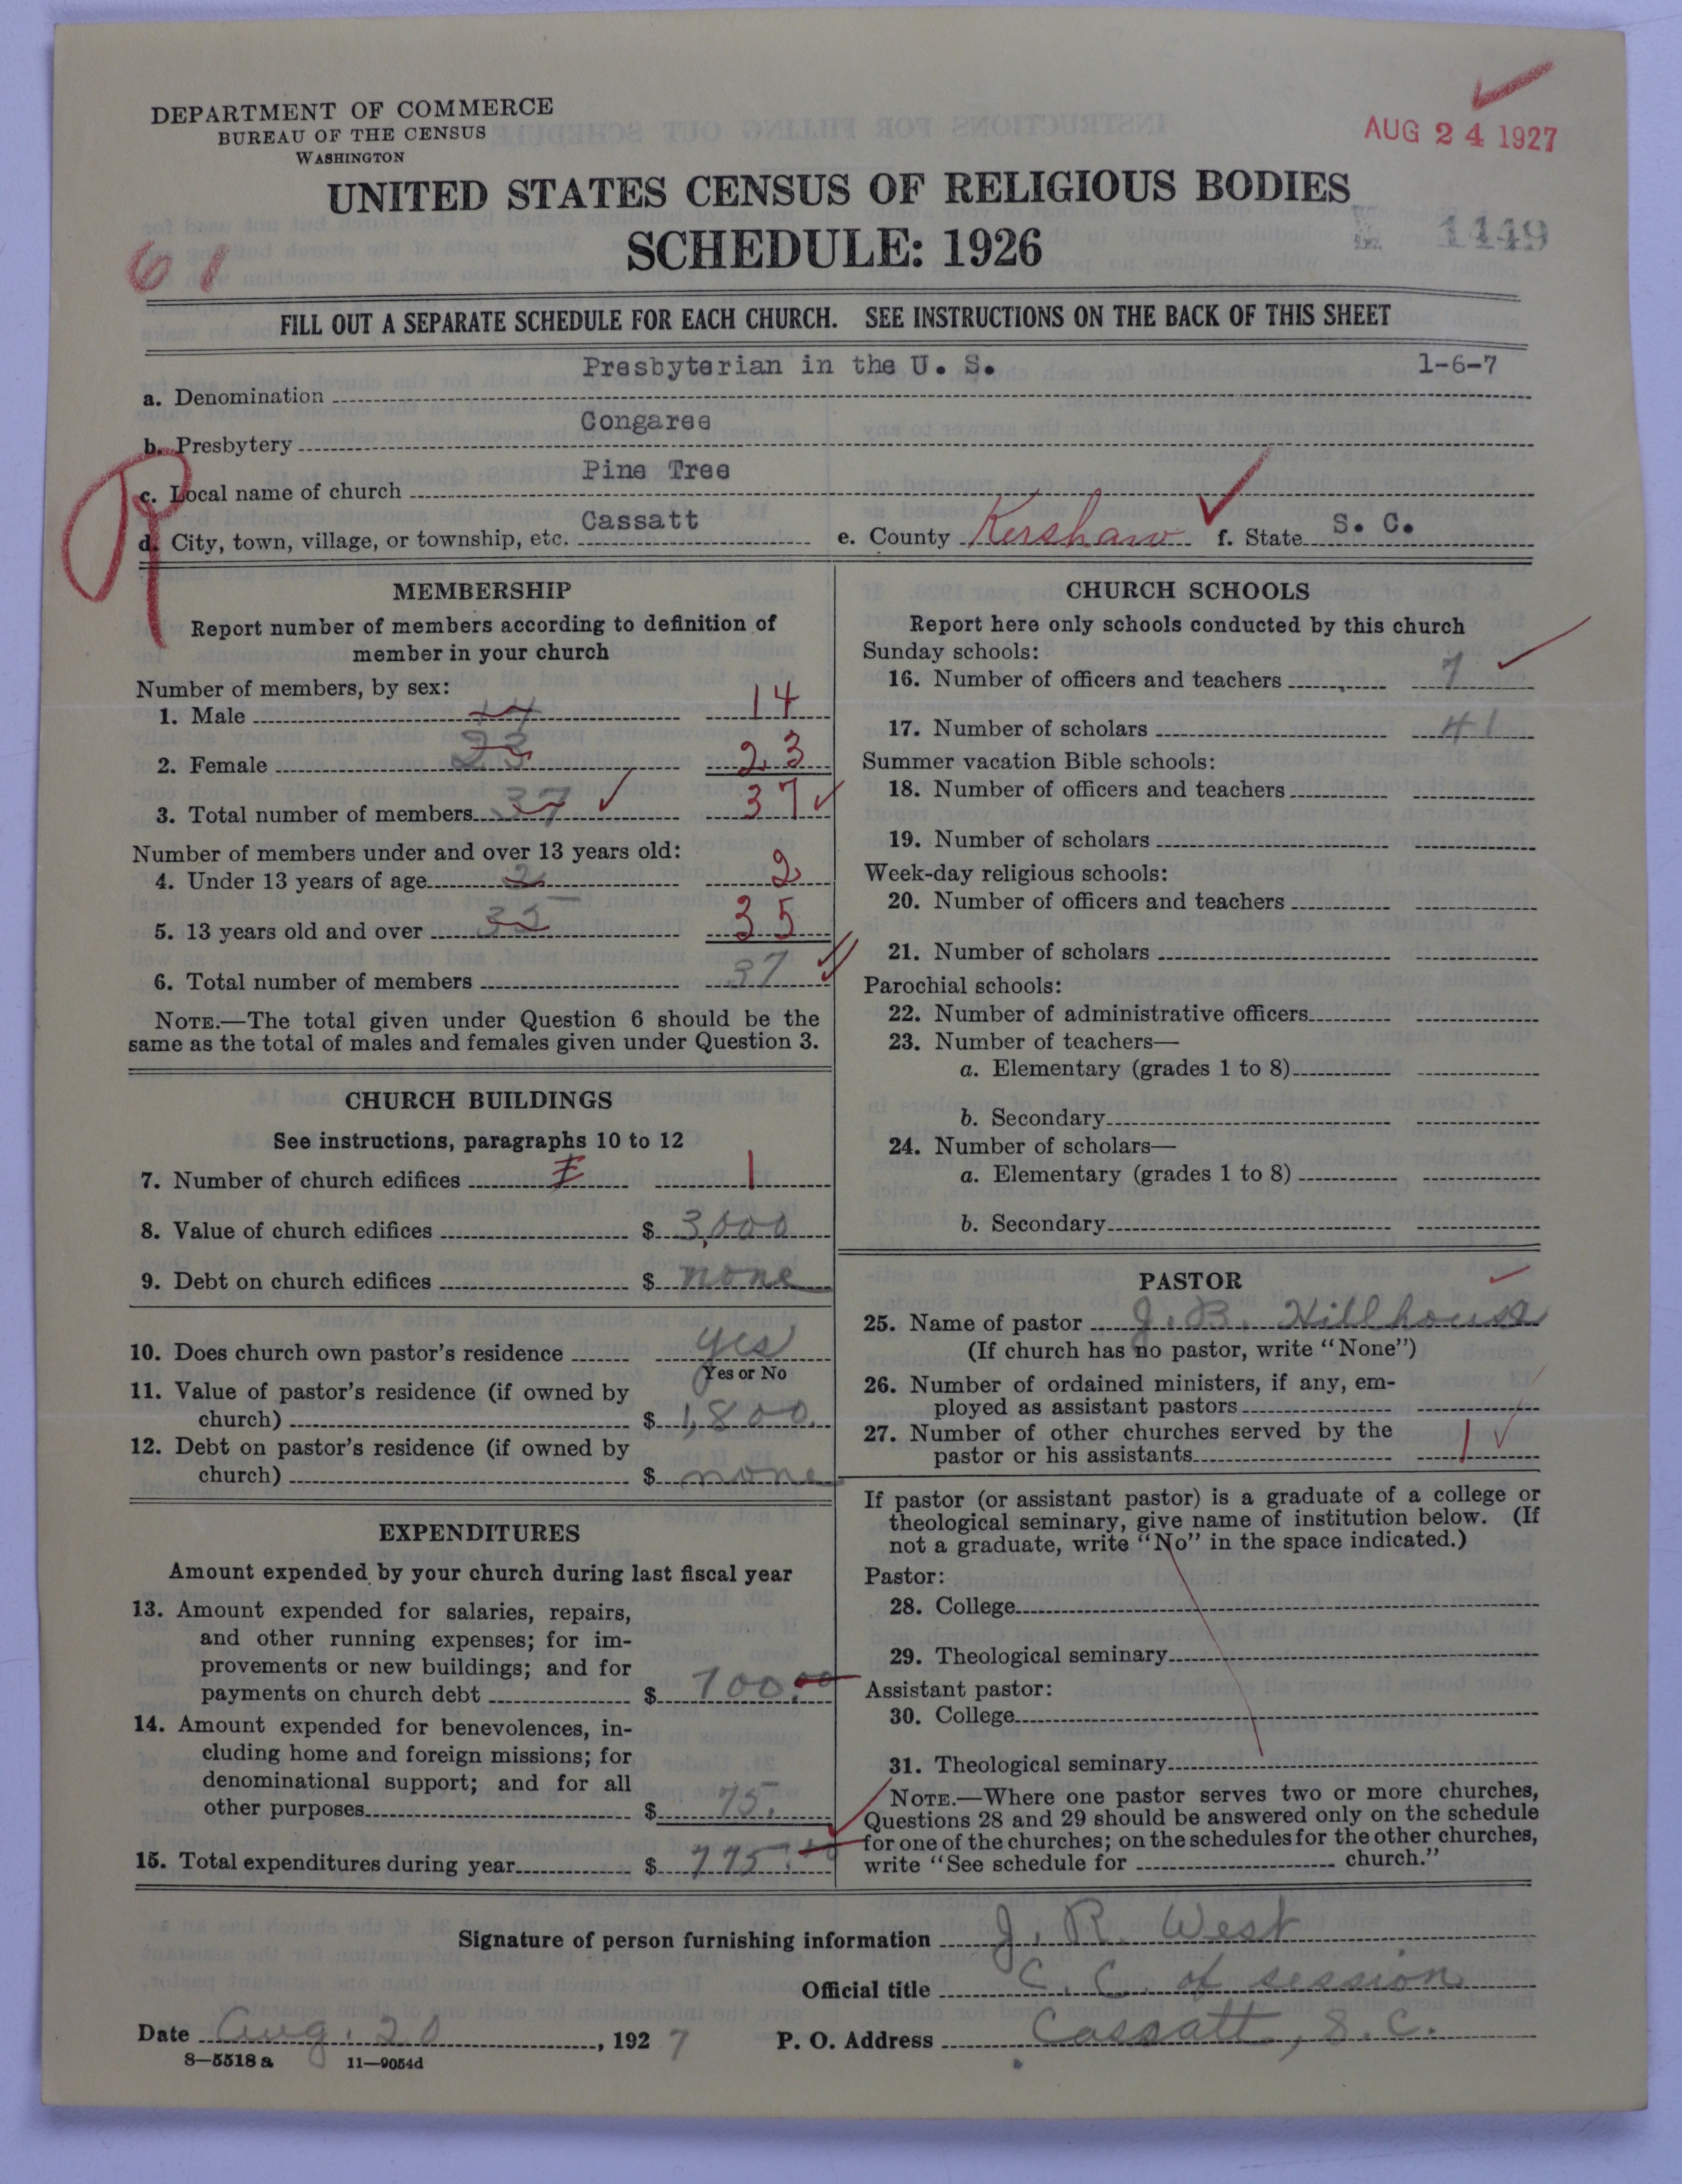 DEPARTMENT OF COMMERCE
BUREAU OF THE CENSUS
WASHINGTON
AUG 24 1927
UNITED STATES CENSUS OF RELIGIOUS BODIES
SCHEDULE: 1926
1449
61
FILL OUT A SEPARATE SCHEDULE FOR EACH CHURCH. SEE INSTRUCTIONS ON THE BACK OF THIS SHEET
a. Denomination Presbyterian in the U. S. 1-6-7
b. Presbytery Congaree
c. Local name of church Pine Tree
d. City, town, village, or township, etc. Cassatt e. County Kershaw f. State S. C.
MEMBERSHIP
Report number of members according to definition of
member in your church
Number of members, by sex:
1. Male 14 14
2. Female 23 23
3. Total number of members 37 37
Number of members under and over 13 years old:
4. Under 13 years of age 2 2
5. 13 years old and over 35 35
6. Total number of members 37
NOTE.—The total given under Question 6 should be the
same as the total of males and females given under Question 3.
CHURCH BUILDINGS
See instructions, paragraphs 10 to 12
7. Number of church edifices 1
8. Value of church edifices $ 3,000
9. Debt on church edifices $ none
10. Does church own pastor's residence yes
Yes or No
11. Value of pastor's residence (if owned by
church) $ 1,800.
12. Debt on pastor's residence (if owned by
church) $ none
EXPENDITURES
Amount expended by your church during last fiscal year
13. Amount expended for salaries, repairs,
and other running expenses; for im-
provements or new buildings; and for
payments on church debt $ 700.00
14. Amount expended for benevolences, in-
cluding home and foreign missions; for
denominational support; and for all
other purposes $ 75.
15. Total expenditures during year $ 775.00
CHURCH SCHOOLS
Report here only schools conducted by this church
Sunday schools:
16. Number of officers and teachers 7
17. Number of scholars 41
Summer vacation Bible schools:
18. Number of officers and teachers
19. Number of scholars
Week-day religious schools:
20. Number of officers and teachers
21. Number of scholars
Parochial schools:
22. Number of administrative officers
23. Number of teachers—
a. Elementary (grades 1 to 8)
b. Secondary
24. Number of scholars—
a. Elementary (grades 1 to 8)
b. Secondary
PASTOR
25. Name of pastor J. B. Hillhouse
(If church has no pastor, write "None")
26. Number of ordained ministers, if any, em-
ployed as assistant pastors
27. Number of other churches served by the
pastor or his assistants 1
If pastor (or assistant pastor) is a graduate of a college or
theological seminary, give name of institution below. (If
not a graduate, write "No" in the space indicated.)
Pastor:
28. College
29. Theological seminary
Assistant pastor:
30. College
31. Theological seminary
NOTE.—Where one pastor serves two or more churches,
Questions 28 and 29 should be answered only on the schedule
for one of the churches; on the schedules for the other churches,
write "See schedule for church."
Signature of person furnishing information J. R. West
Official title C. C. of session
Date Aug. 20, 1927 P. O. Address Cassatt, S. C.
8-5518 a 11-9054d